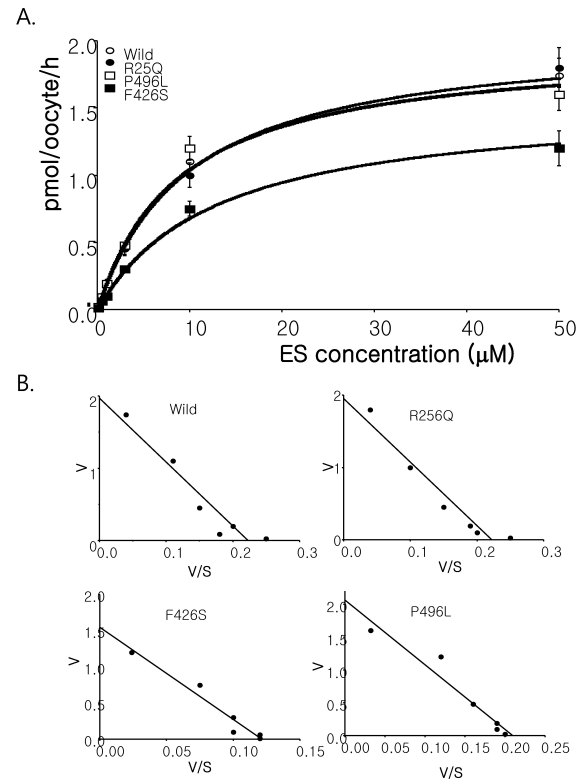 A.
2.0
1.5
1.0
0.5
0.0
pmol/oocyte/h
Wild
R25Q
P496L
F426S
0 10 20 30 40 50
ES concentration (μM)
B.
Wild
2
1
0
V
0.0 0.1 0.2 0.3
V/S
R256Q
2
1
0
V
0.0 0.1 0.2 0.3
V/S
F426S
2.0
1.5
1.0
0.5
0.0
V
0.00 0.05 0.10 0.15
V/S
P496L
2.0
1.5
1.0
0.5
0.0
V
0.00 0.05 0.10 0.15 0.20 0.25
V/S